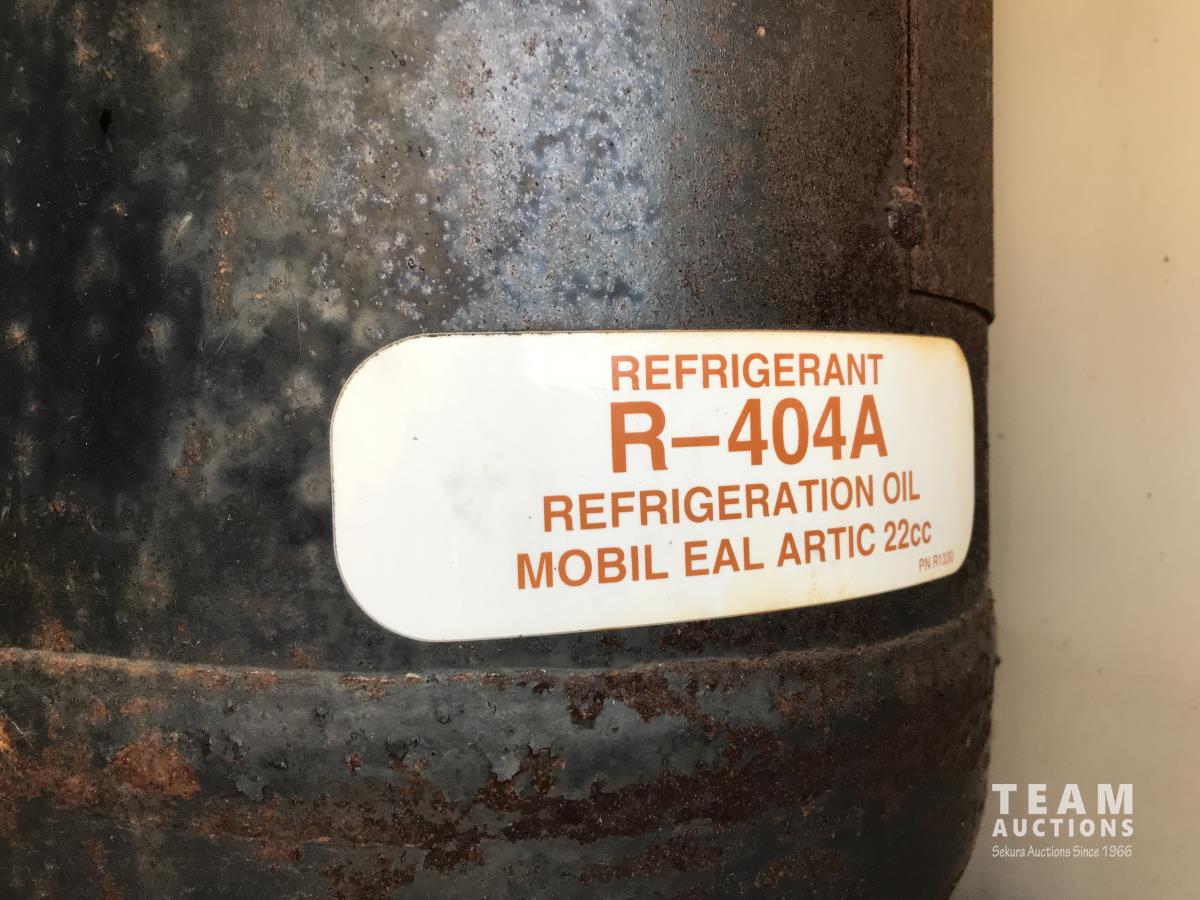 REFRIGERANT
R-404A
REFRIGERATION OIL
MOBIL EAL ARTIC 22cc
PN R1330
TEAM
AUCTIONS
Sekura Auctions Since 1966